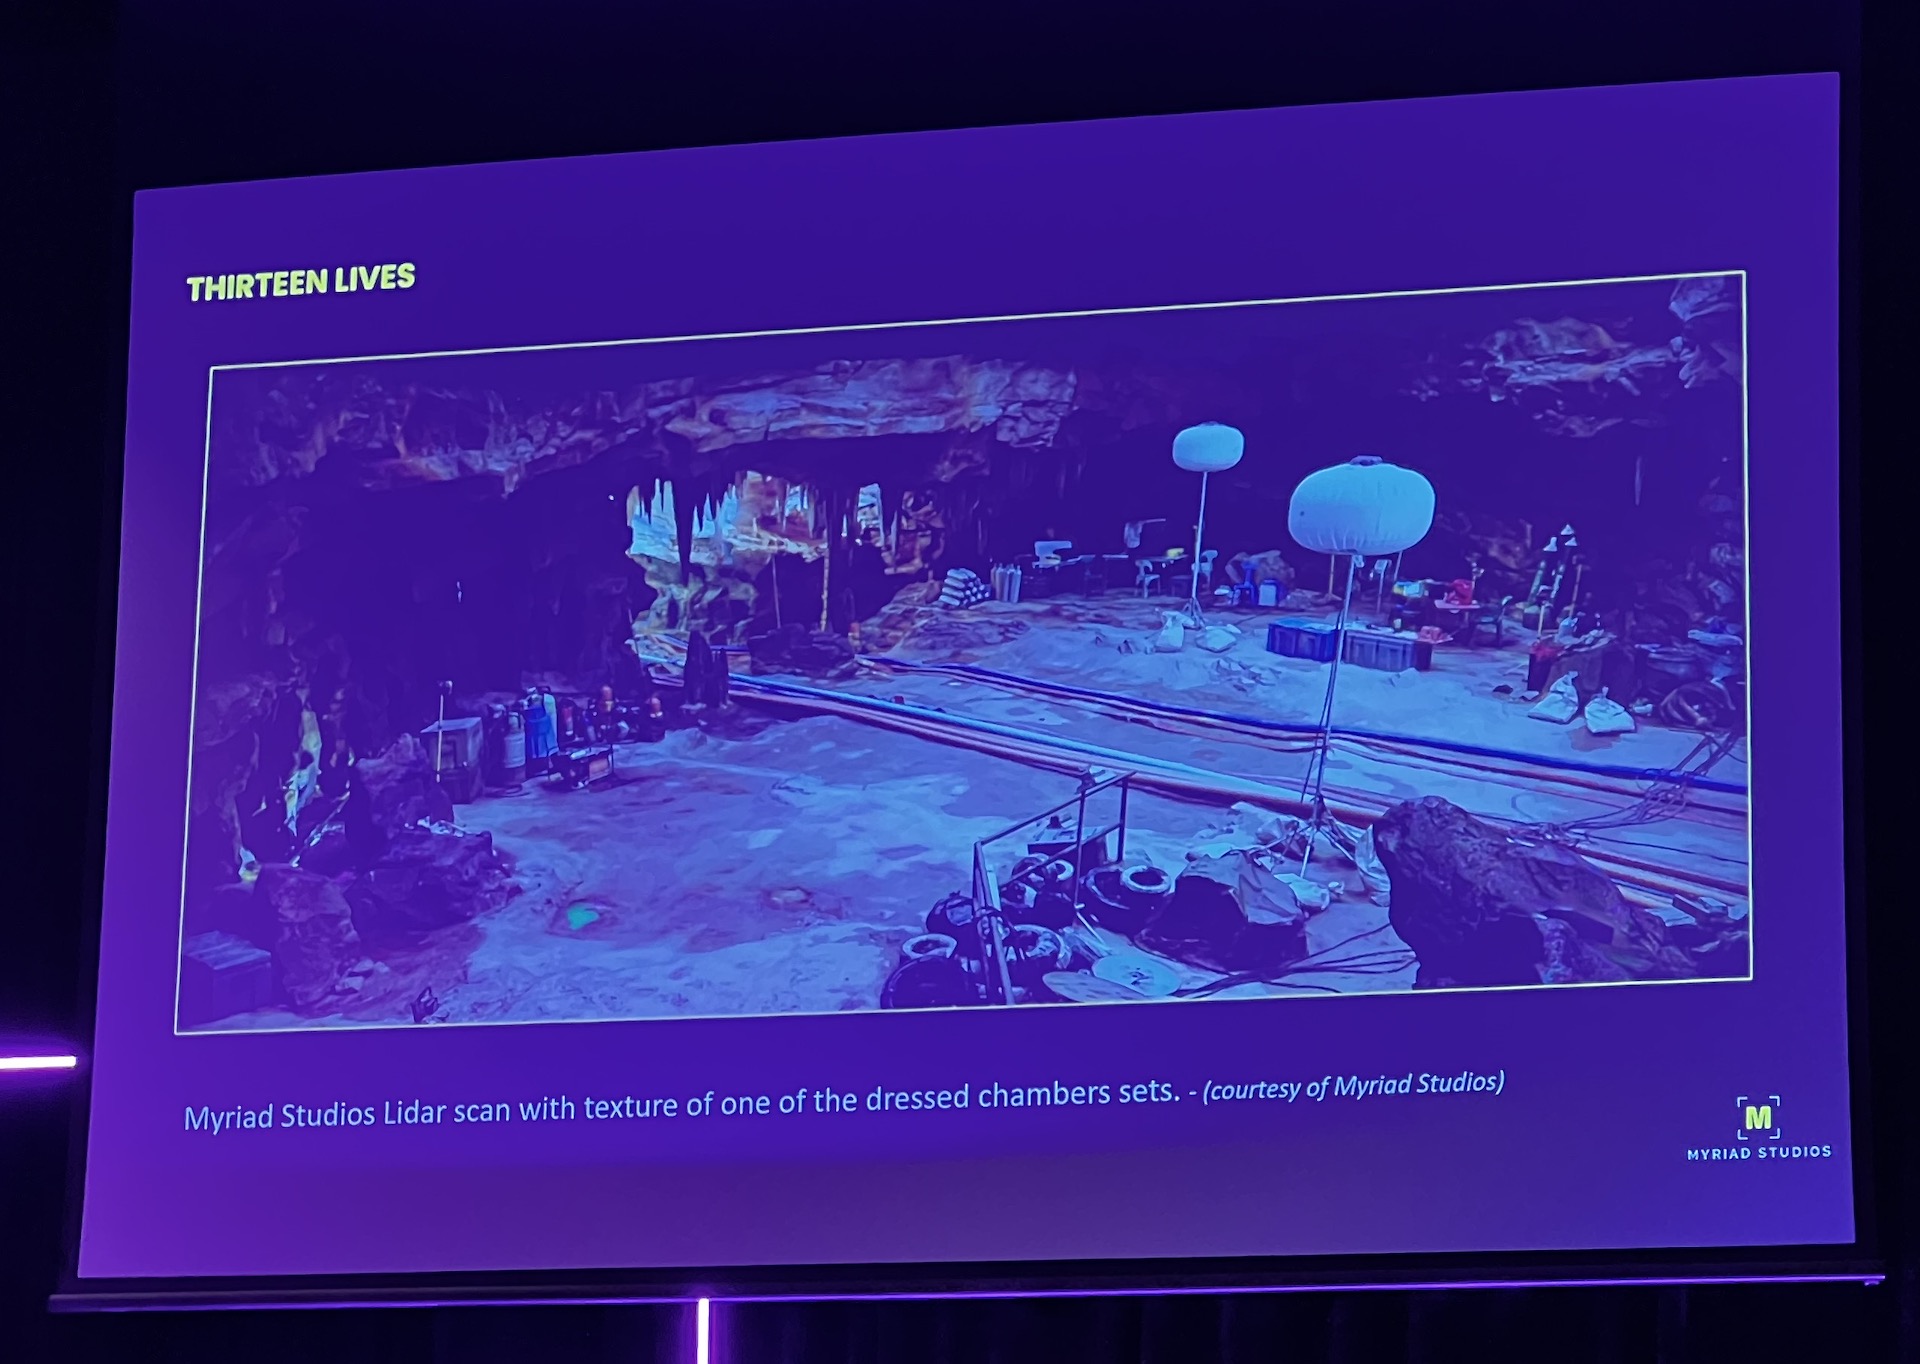 THIRTEEN LIVES
Myriad Studios Lidar scan with texture of one of the dressed chambers sets. - (courtesy of Myriad Studios)
M
MYRIAD STUDIOS